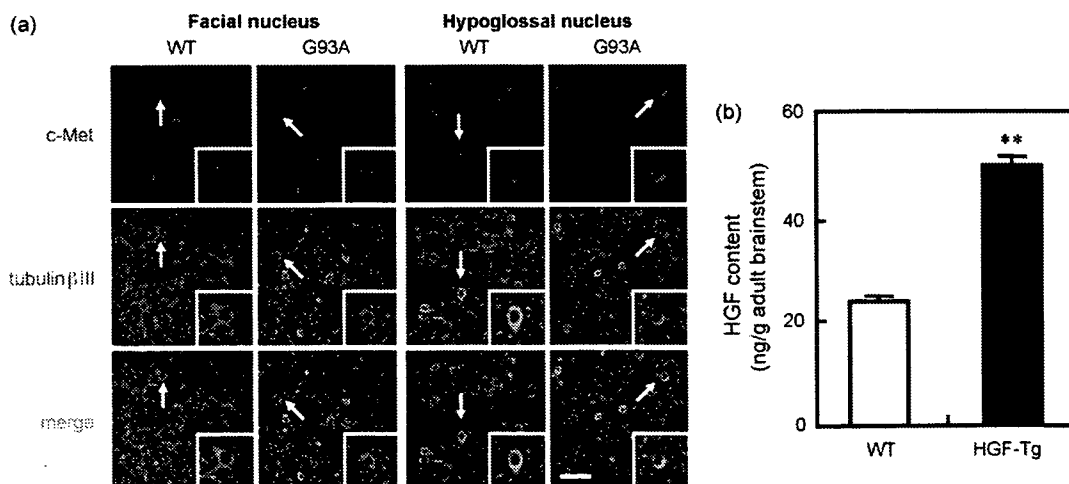 (a)
Facial nucleus
Hypoglossal nucleus
WT
G93A
WT
G93A
c-Met
tubulinβIII
merge
(b)
HGF content
(ng/g adult brainstem)
60
40
20
0
**
WT
HGF-Tg